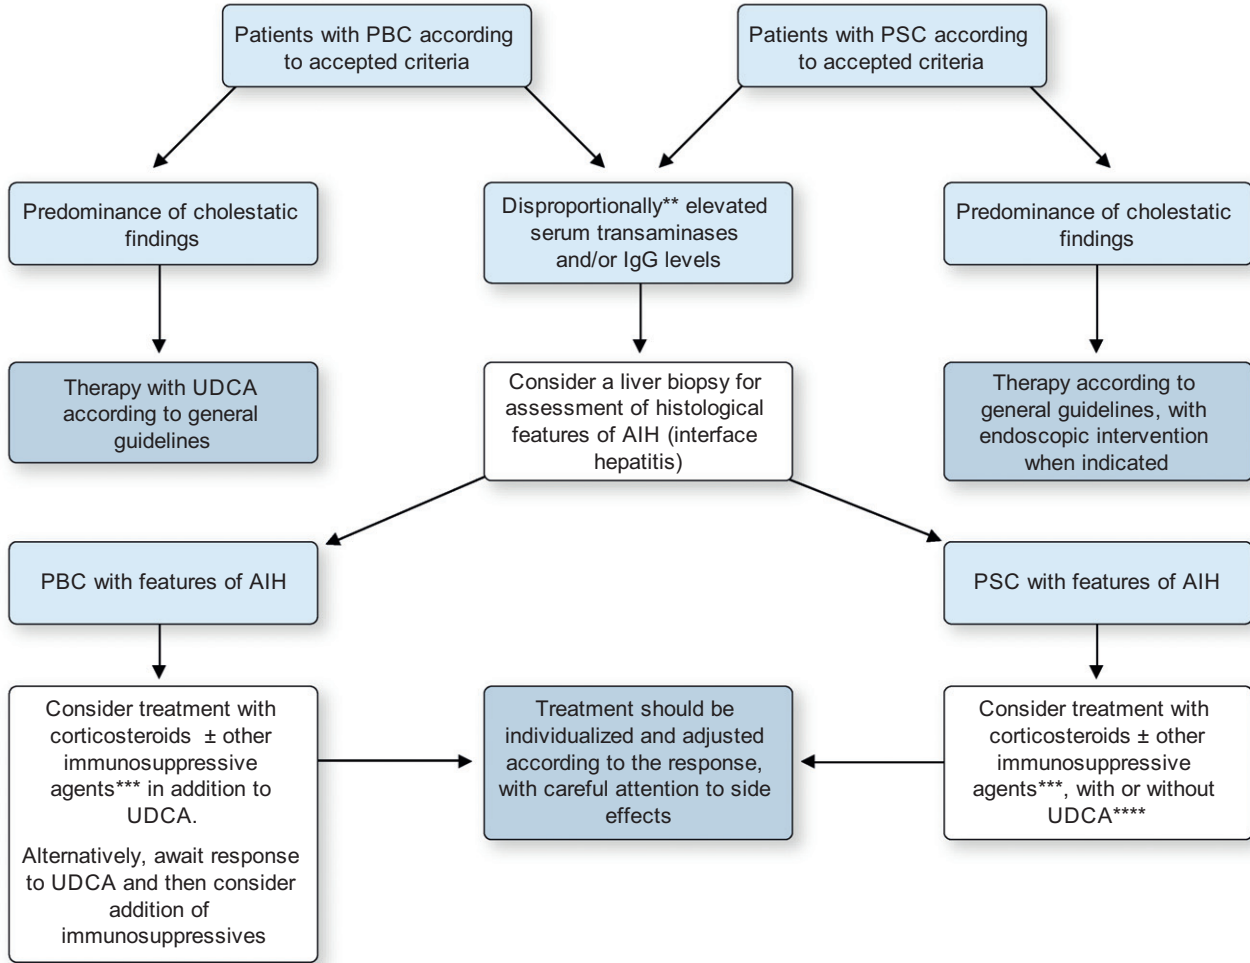 Patients with PBC according
to accepted criteria
Patients with PSC according
to accepted criteria
Predominance of cholestatic
findings
Disproportionally** elevated
serum transaminases
and/or IgG levels
Predominance of cholestatic
findings
Therapy with UDCA
according to general
guidelines
Consider a liver biopsy for
assessment of histological
features of AIH (interface
hepatitis)
Therapy according to
general guidelines, with
endoscopic intervention
when indicated
PBC with features of AIH
PSC with features of AIH
Consider treatment with
corticosteroids ± other
immunosuppressive
agents*** in addition to
UDCA.
Alternatively, await response
to UDCA and then consider
addition of
immunosuppressives
Treatment should be
individualized and adjusted
according to the response,
with careful attention to side
effects
Consider treatment with
corticosteroids ± other
immunosuppressive
agents***, with or without
UDCA****